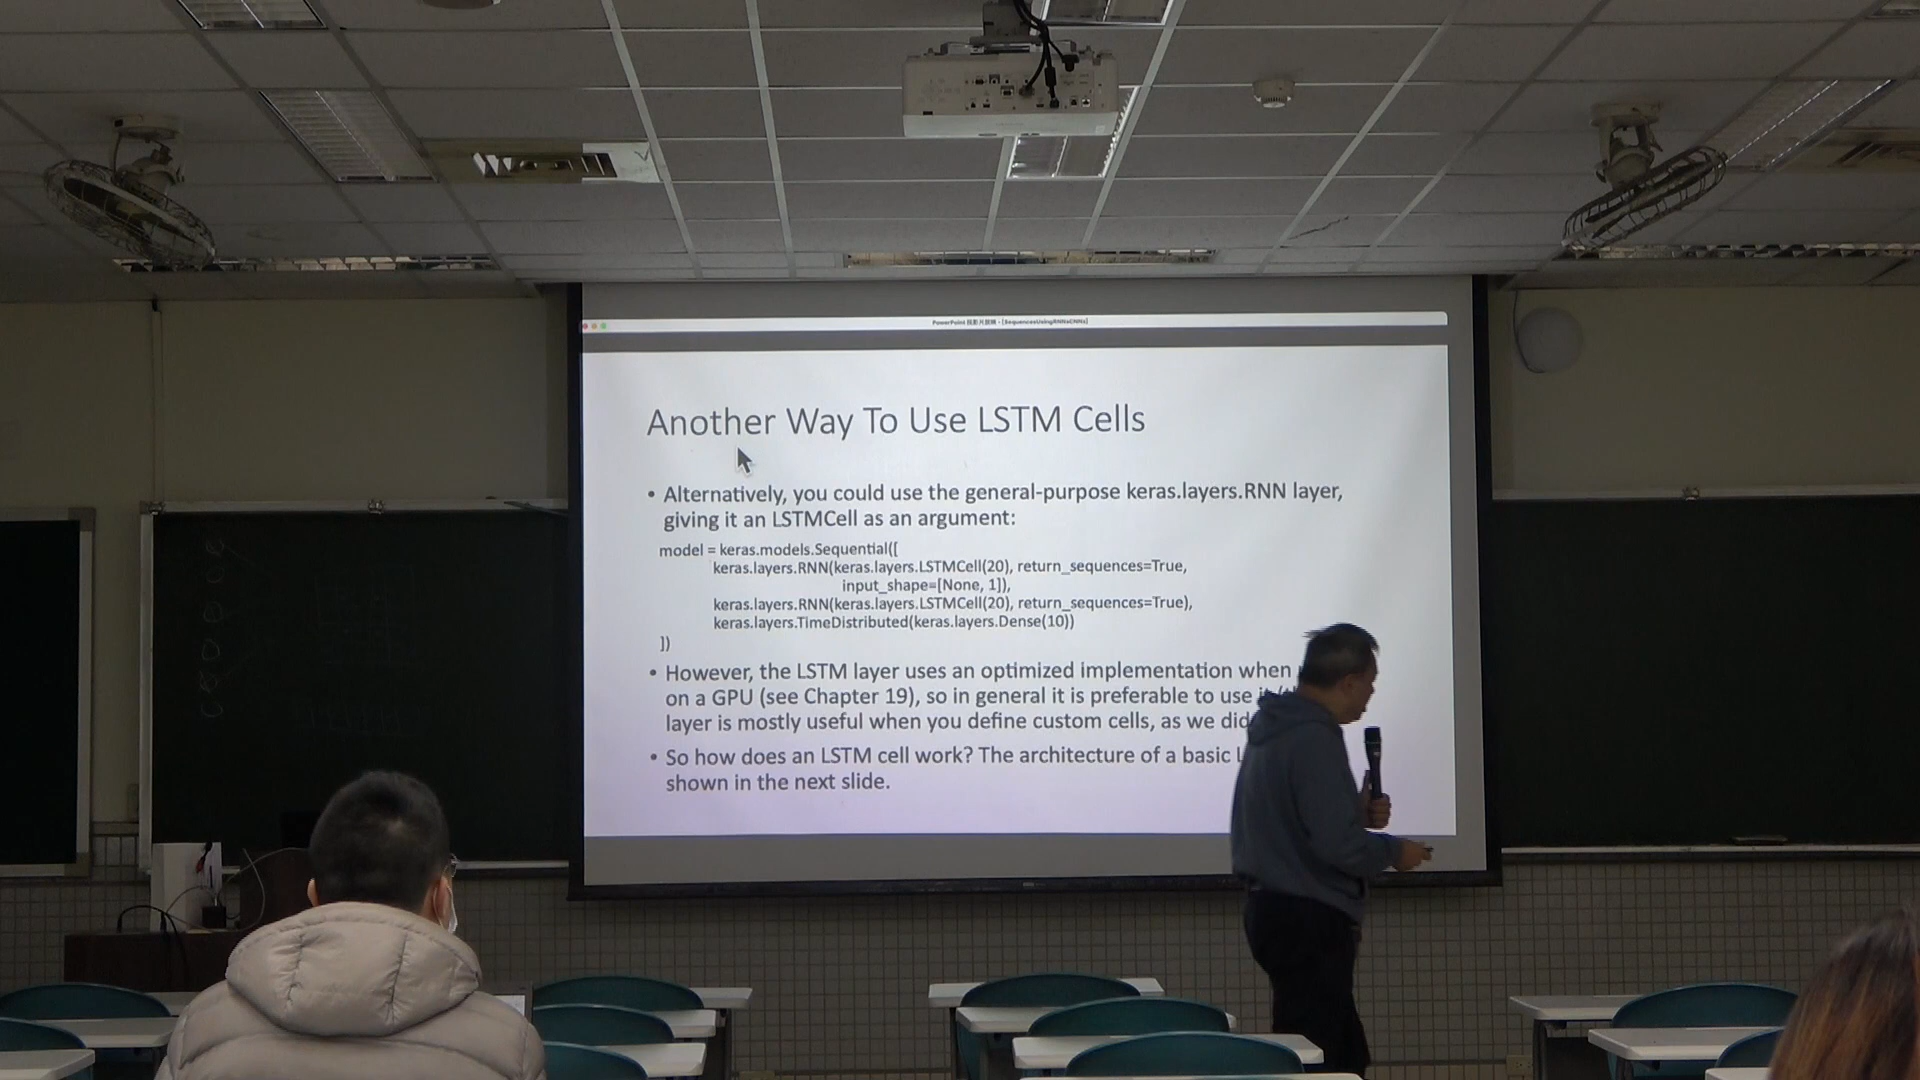 PowerPoint 投影片放映 - [SequencesUsingRNNsCNNs]
Another Way To Use LSTM Cells
• Alternatively, you could use the general-purpose keras.layers.RNN layer,
giving it an LSTMCell as an argument:
model = keras.models.Sequential([
keras.layers.RNN(keras.layers.LSTMCell(20), return_sequences=True,
input_shape=[None, 1]),
keras.layers.RNN(keras.layers.LSTMCell(20), return_sequences=True),
keras.layers.TimeDistributed(keras.layers.Dense(10))
])
• However, the LSTM layer uses an optimized implementation when
on a GPU (see Chapter 19), so in general it is preferable to use
layer is mostly useful when you define custom cells, as we did
• So how does an LSTM cell work? The architecture of a basic
shown in the next slide.